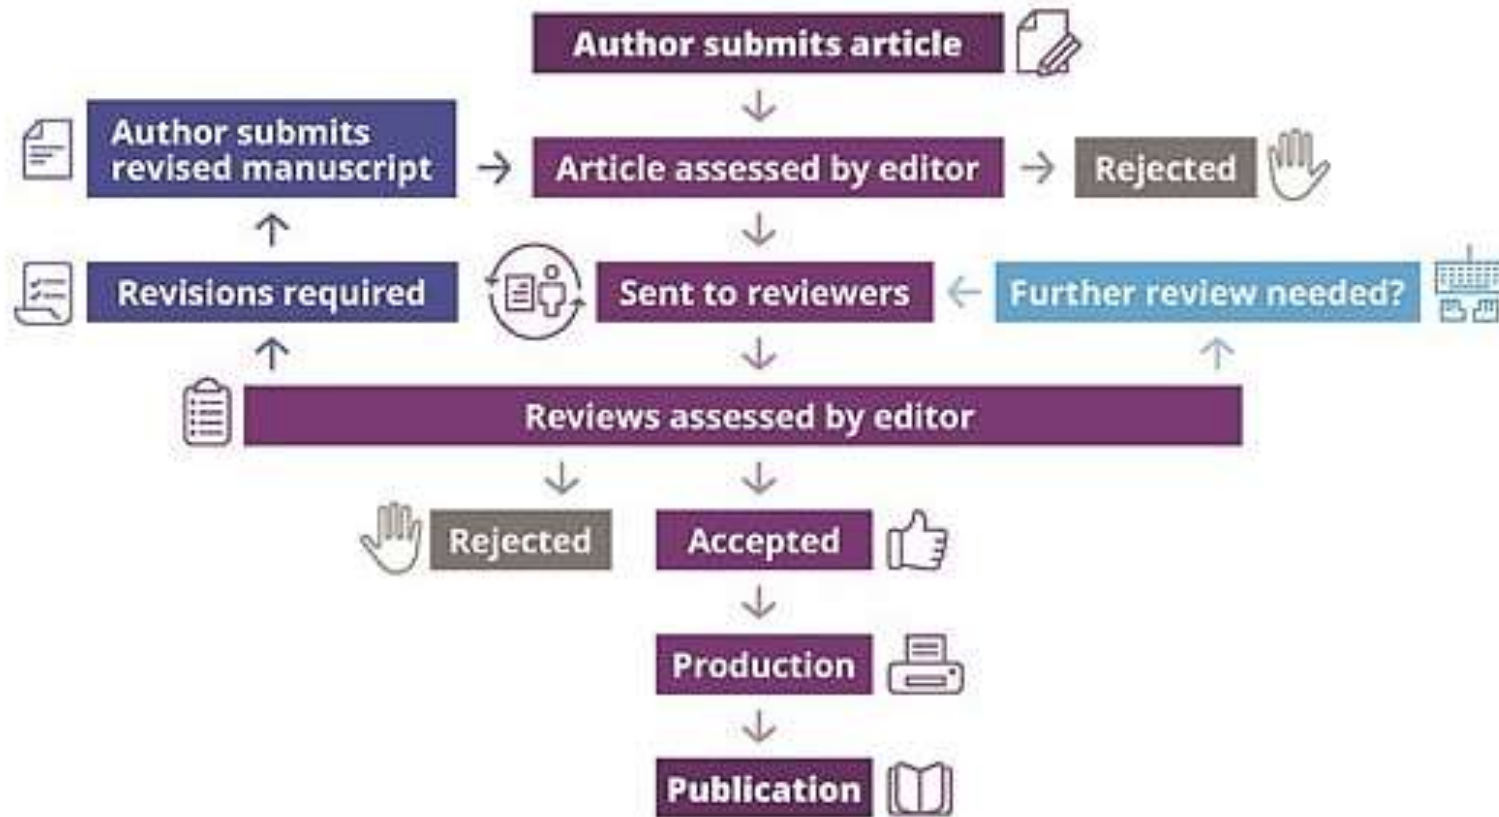 Author submits article
Author submits
revised manuscript
Article assessed by editor
Rejected
Revisions required
Sent to reviewers
Further review needed?
Reviews assessed by editor
Rejected
Accepted
Production
Publication